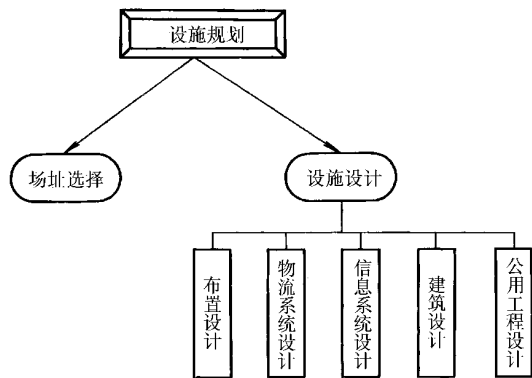 设施规划
场址选择
设施设计
布置设计
物流系统设计
信息系统设计
建筑设计
公用工程设计